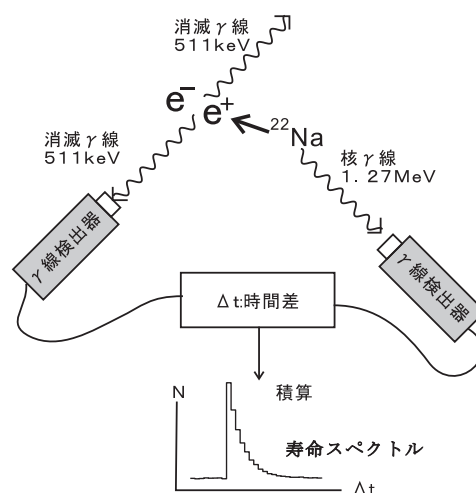 消滅γ線
511keV
e⁻
e⁺
²²Na
消滅γ線
511keV
核γ線
1.27MeV
γ線検出器
γ線検出器
Δt:時間差
積算
N
寿命スペクトル
Δt